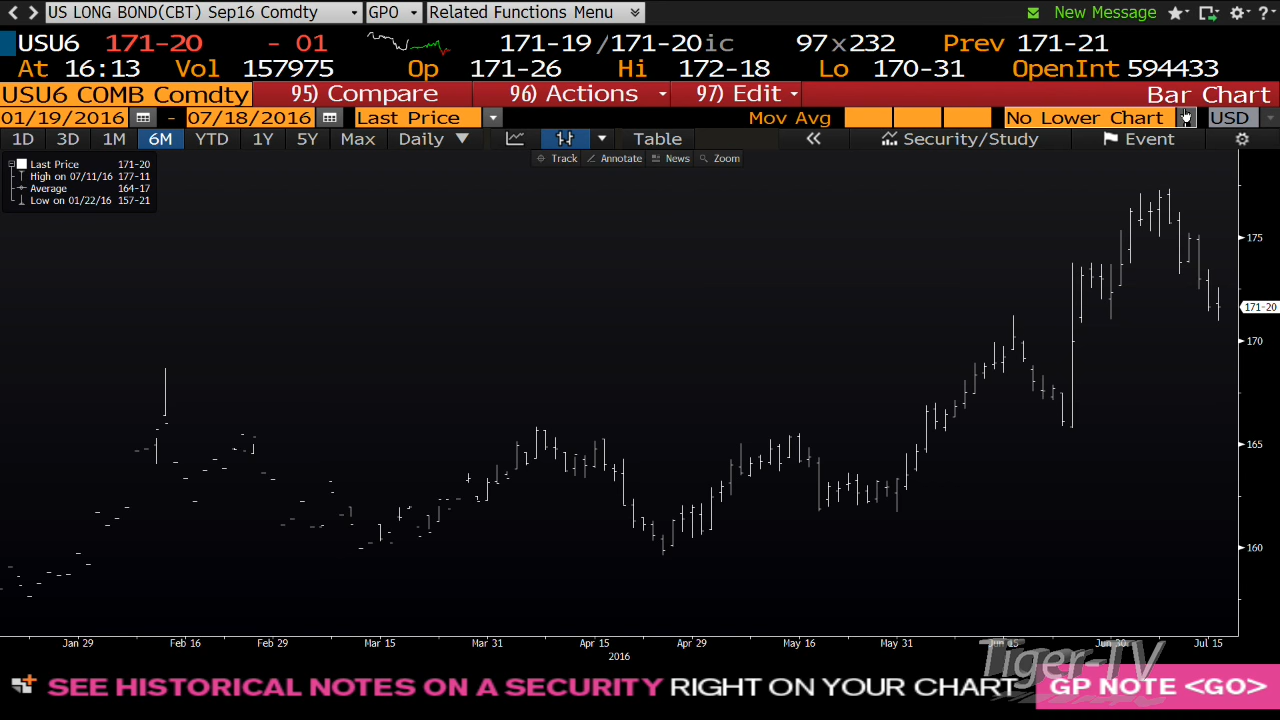 US LONG BOND(CBT) Sep16 Comdty GPO Related Functions Menu New Message
USU6 171-20 - 01 171-19/171-20ic 97x232 Prev 171-21
At 16:13 Vol 157975 Op 171-26 Hi 172-18 Lo 170-31 OpenInt 594433
USU6 COMB Comdty 95) Compare 96) Actions 97) Edit Bar Chart
01/19/2016 - 07/18/2016 Last Price Mov Avg No Lower Chart USD
1D 3D 1M 6M YTD 1Y 5Y Max Daily Table Security/Study Event
Track Annotate News Zoom
Last Price 171-20
High on 07/11/16 177-11
Average 164-17
Low on 01/22/16 157-21
175
171-20
170
165
160
Jan 29 Feb 16 Feb 29 Mar 15 Mar 31 Apr 15 Apr 29 May 16 May 31 Jun 15 Jun 30 Jul 15
2016
Tiger-TV
SEE HISTORICAL NOTES ON A SECURITY RIGHT ON YOUR CHART GP NOTE <GO>